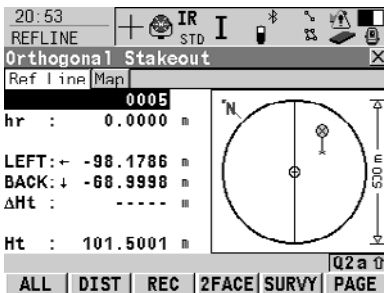 20:53
REFLINE
IR
STD
I
Orthogonal Stakeout
Ref Line Map
0005
hr : 0.0000 m
LEFT:← -98.1786 m
BACK:↓ -68.9998 m
ΔHt : ----- m
Ht : 101.5001 m
N
500 m
Q2a⇧
ALL DIST REC 2FACE SURVY PAGE